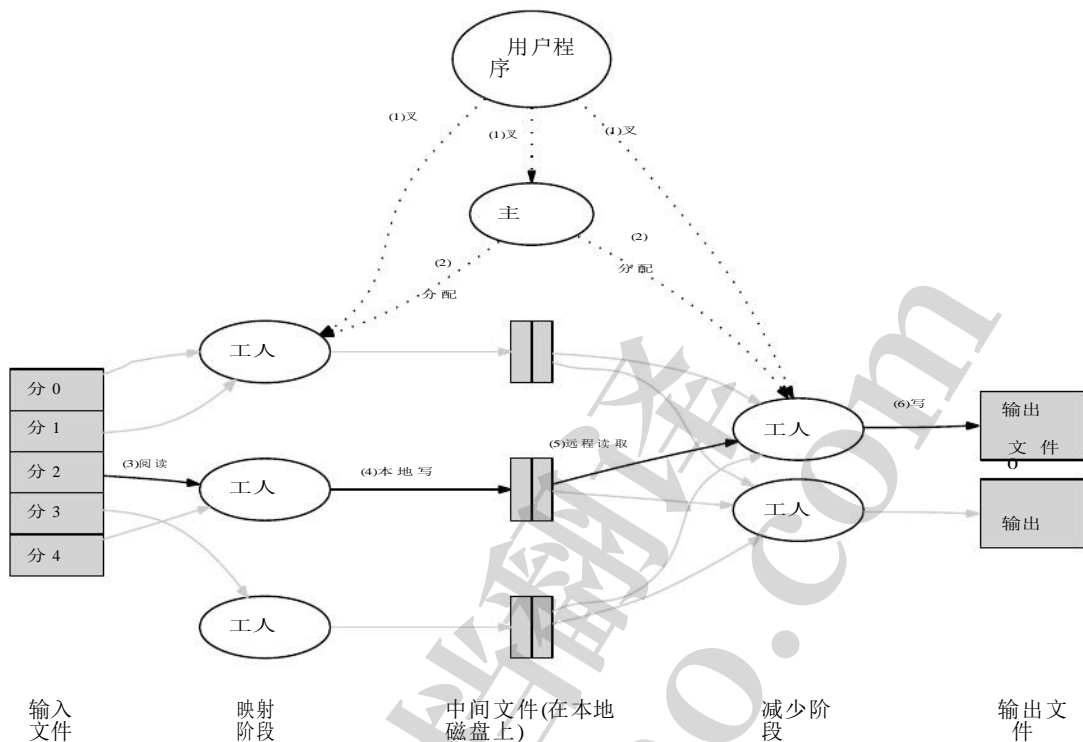 用户程
序
(1)叉
(1)叉
(1)叉
主
(2)
分配
(2)
分配
工人
分 0
分 1
分 2
分 3
分 4
(3)阅读
工人
(4)本地写
工人
(5)远程读取
工人
工人
(6)写
输出
文 件
0
输出
输入
文件
映射
阶段
中间文件(在本地
磁盘上)
减少阶
段
输出文
件